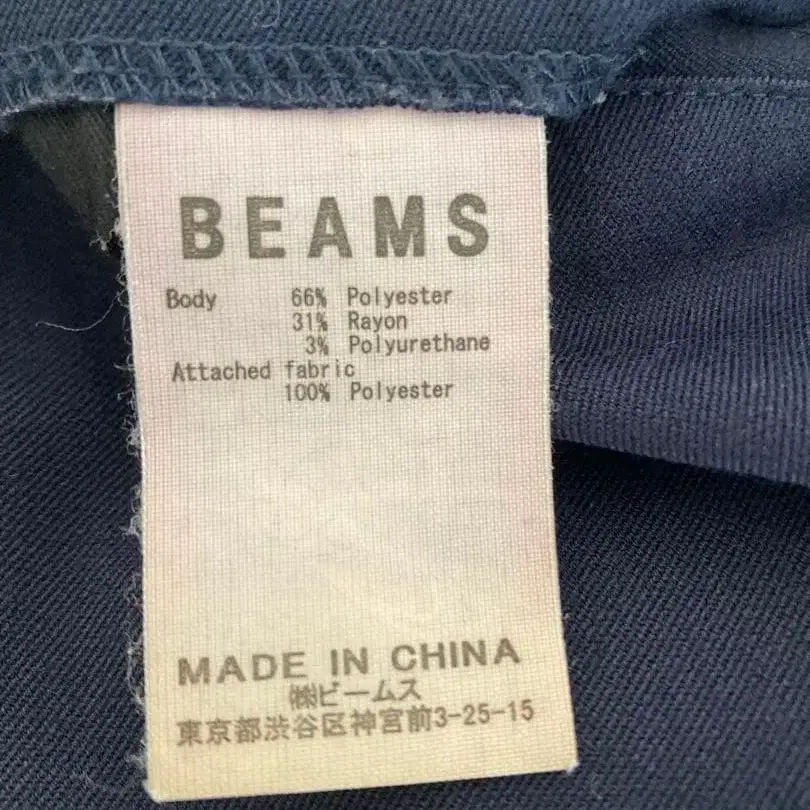 BEAMS
Body 66% Polyester
31% Rayon
3% Polyurethane
Attached fabric
100% Polyester
MADE IN CHINA
㈱ビームス
東京都渋谷区神宮前3-25-15